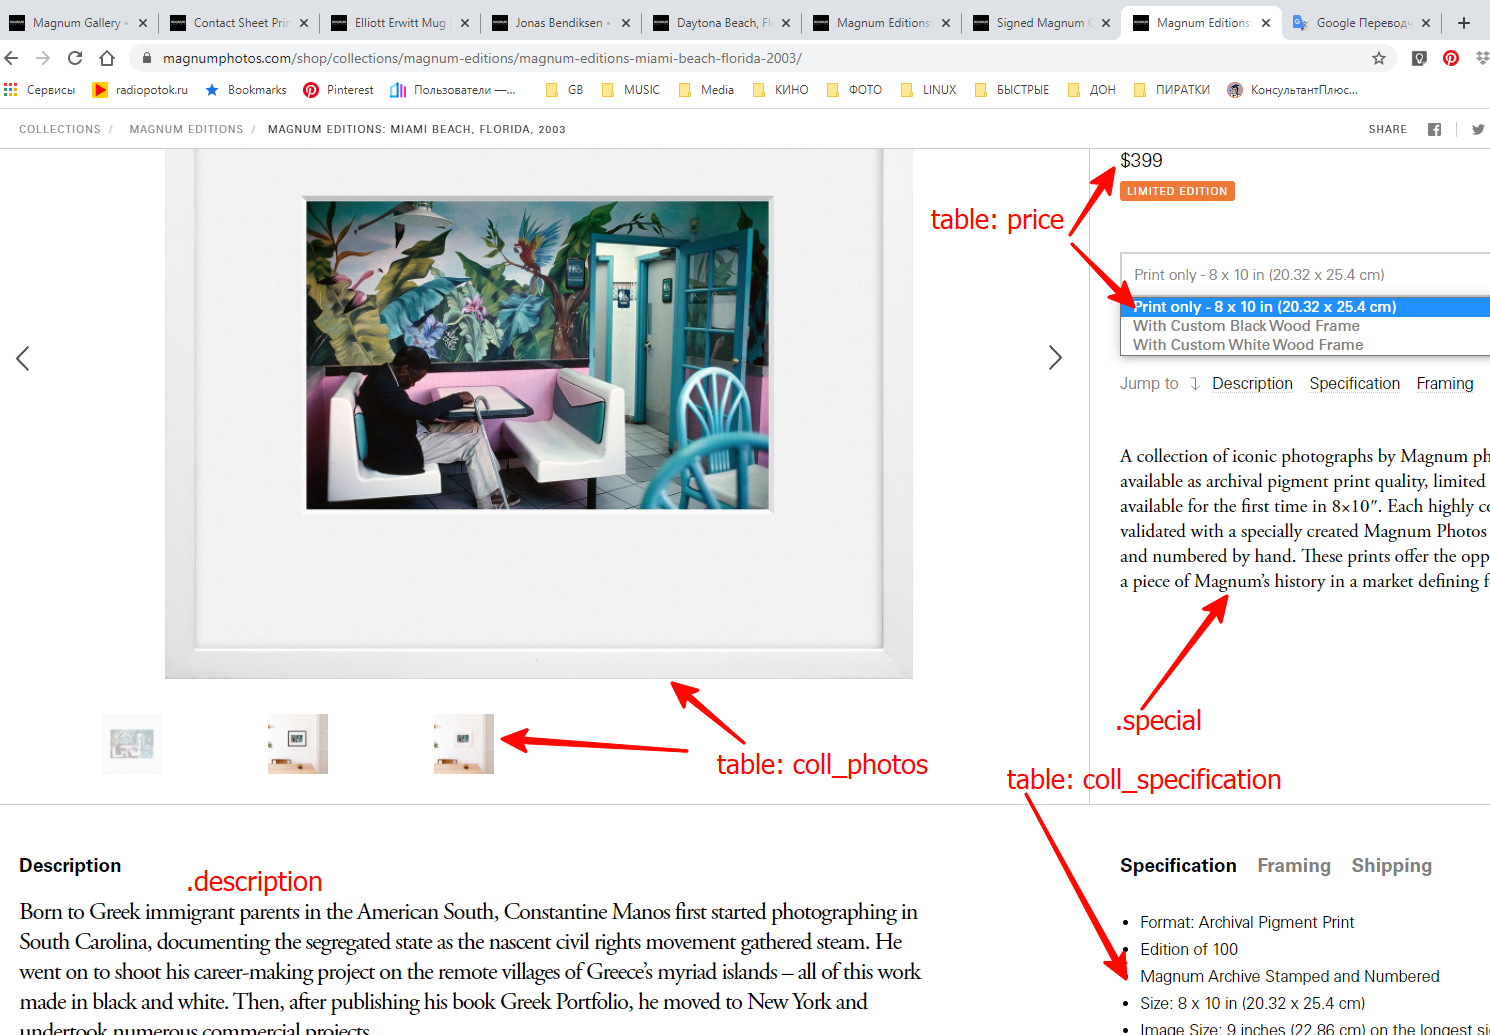 Magnum Gallery •
Contact Sheet Prin
Elliott Erwitt Mug |
Jonas Bendiksen •
Daytona Beach, Fl
Magnum Editions:
Signed Magnum C
Magnum Editions:
Google Переводч
magnumphotos.com/shop/collections/magnum-editions/magnum-editions-miami-beach-florida-2003/
Сервисы
radiopotok.ru
Bookmarks
Pinterest
Пользователи —...
GB
MUSIC
Media
КИНО
ФОТО
LINUX
БЫСТРЫЕ
ДОН
ПИРАТКИ
КонсультантПлюс...
COLLECTIONS / MAGNUM EDITIONS / MAGNUM EDITIONS: MIAMI BEACH, FLORIDA, 2003
SHARE
$399
LIMITED EDITION
table: price
Print only - 8 x 10 in (20.32 x 25.4 cm)
Print only - 8 x 10 in (20.32 x 25.4 cm)
With Custom Black Wood Frame
With Custom White Wood Frame
Jump to Description Specification Framing
A collection of iconic photographs by Magnum ph
available as archival pigment print quality, limited
available for the first time in 8×10″. Each highly co
validated with a specially created Magnum Photos
and numbered by hand. These prints offer the opp
a piece of Magnum's history in a market defining f
.special
table: coll_photos
table: coll_specification
Description
.description
Born to Greek immigrant parents in the American South, Constantine Manos first started photographing in
South Carolina, documenting the segregated state as the nascent civil rights movement gathered steam. He
went on to shoot his career-making project on the remote villages of Greece's myriad islands – all of this work
made in black and white. Then, after publishing his book Greek Portfolio, he moved to New York and
undertook numerous commercial projects.
Specification Framing Shipping
• Format: Archival Pigment Print
• Edition of 100
Magnum Archive Stamped and Numbered
• Size: 8 x 10 in (20.32 x 25.4 cm)
• Image Size: 9 inches (22.86 cm) on the longest si